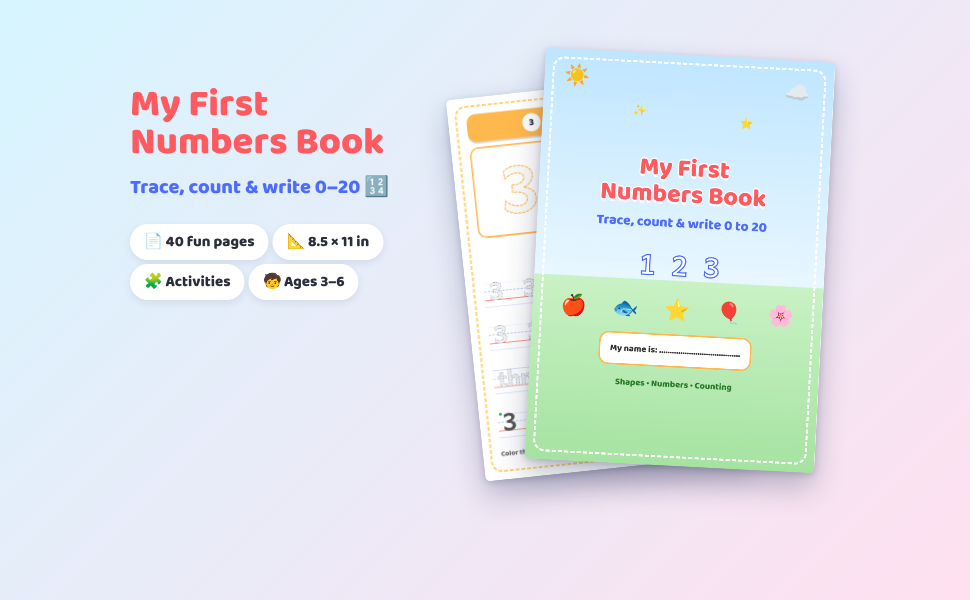 My First
Numbers Book
Trace, count & write 0–20 🔢
📄 40 fun pages
📐 8.5 × 11 in
🧩 Activities
🧒 Ages 3–6
3
3
3 3
3 3
3
My First
Numbers Book
Trace, count & write 0 to 20
1 2 3
My name is: ........................................
Shapes • Numbers • Counting